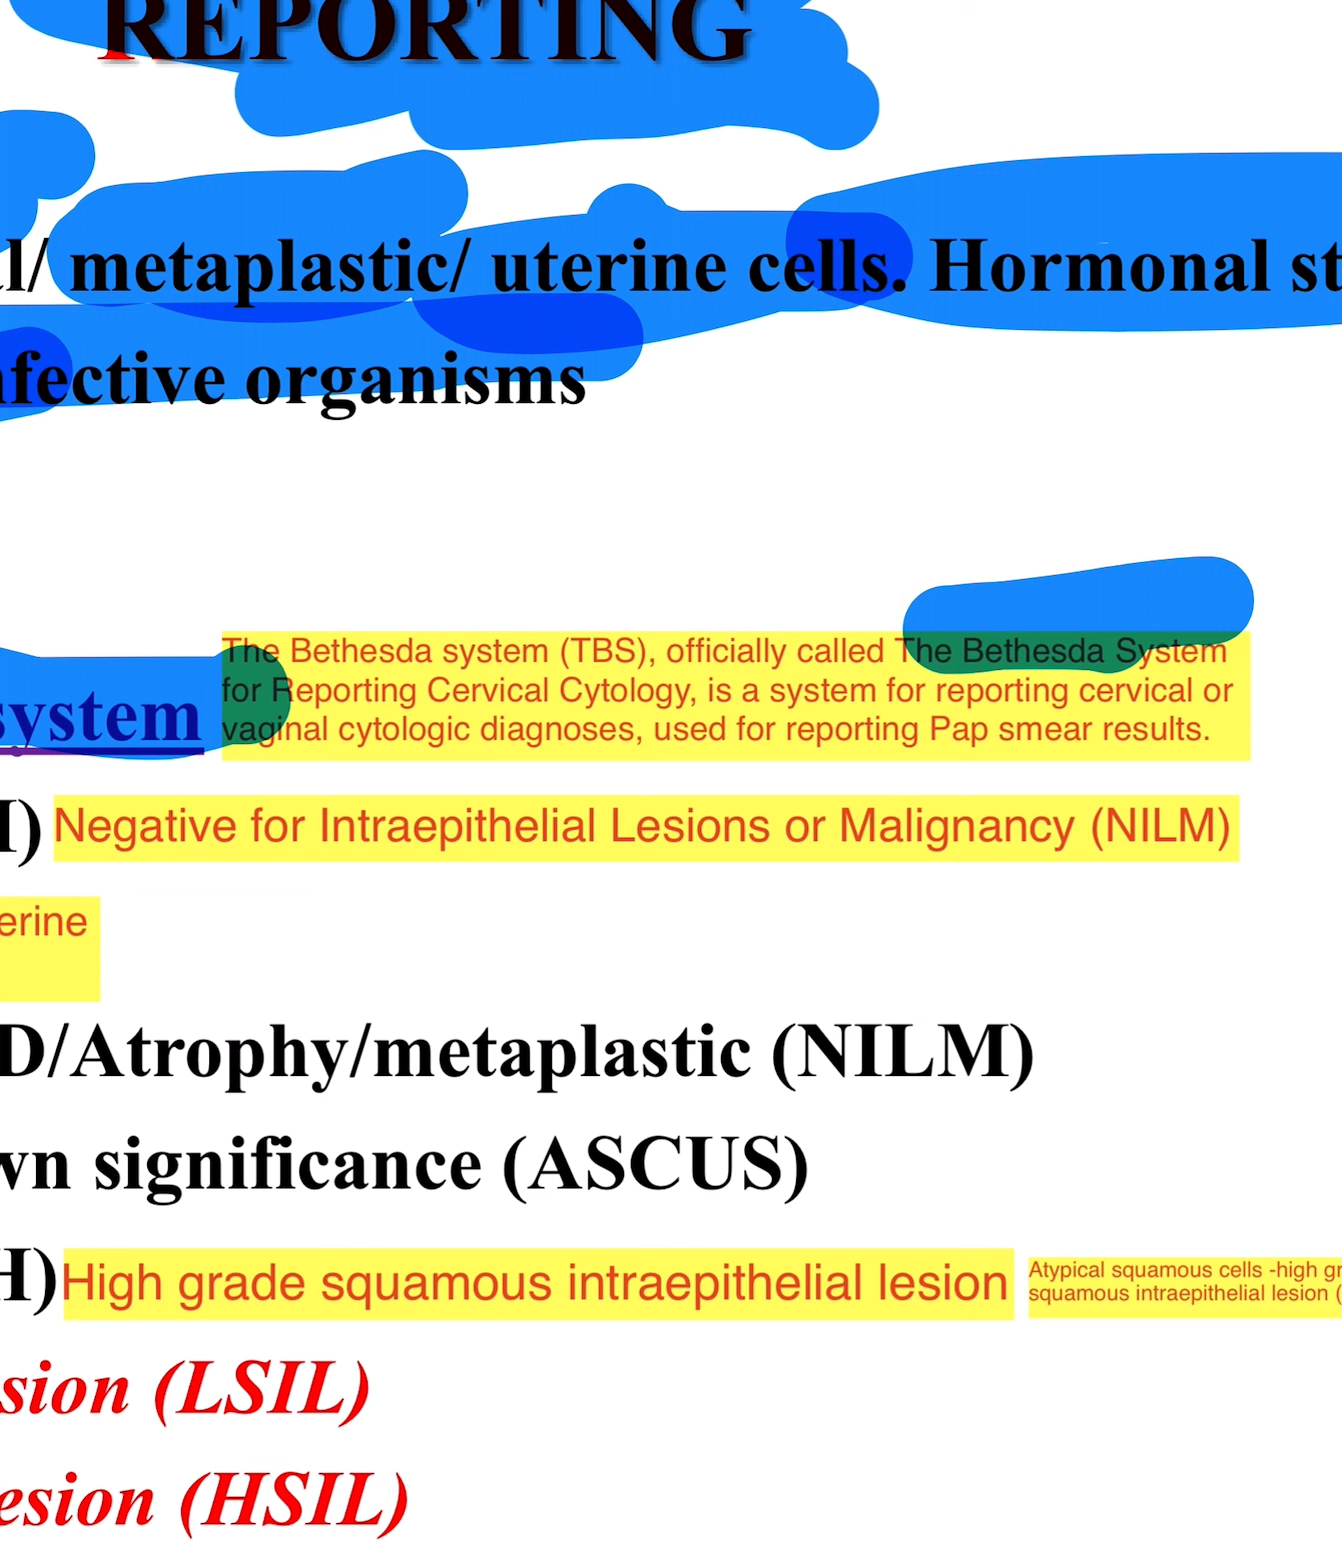 REPORTING
l/ metaplastic/ uterine cells. Hormonal st
fective organisms
The Bethesda system (TBS), officially called The Bethesda System
for Reporting Cervical Cytology, is a system for reporting cervical or
vaginal cytologic diagnoses, used for reporting Pap smear results.
system
) Negative for Intraepithelial Lesions or Malignancy (NILM)
erine
D/Atrophy/metaplastic (NILM)
wn significance (ASCUS)
H) High grade squamous intraepithelial lesion
Atypical squamous cells -high gr
squamous intraepithelial lesion (
sion (LSIL)
esion (HSIL)